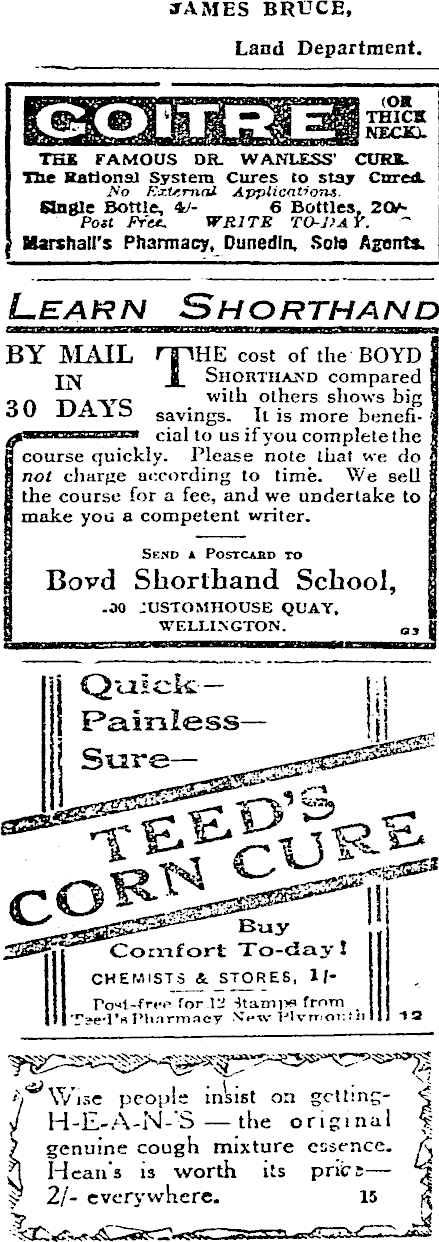 JAMES BRUCE,
Land Department.
GOITRE (OR THICK NECK).
THE FAMOUS DR. WANLESS' CURE.
The Rational System Cures to stay Cured.
No External Applications.
Single Bottle, 4/- 6 Bottles, 20/-
Post Free. WRITE TO-DAY.
Marshall's Pharmacy, Dunedin, Sole Agents.
LEARN SHORTHAND
BY MAIL
IN
30 DAYS
THE cost of the BOYD
SHORTHAND compared
with others shows big
savings. It is more benefi-
cial to us if you complete the
course quickly. Please note that we do
not charge according to time. We sell
the course for a fee, and we undertake to
make you a competent writer.
SEND A POSTCARD TO
Boyd Shorthand School,
CUSTOMHOUSE QUAY,
WELLINGTON.
G3
Quick—
Painless—
Sure—
TEED'S
CORN CURE
Buy
Comfort To-day!
CHEMISTS & STORES, 1/-
Post-free for 12 Stamps from
Teed's Pharmacy New Plymouth 12
Wise people insist on getting
H-E-A-N-'S — the original
genuine cough mixture essence.
Hean's is worth its price—
2/- everywhere. 15